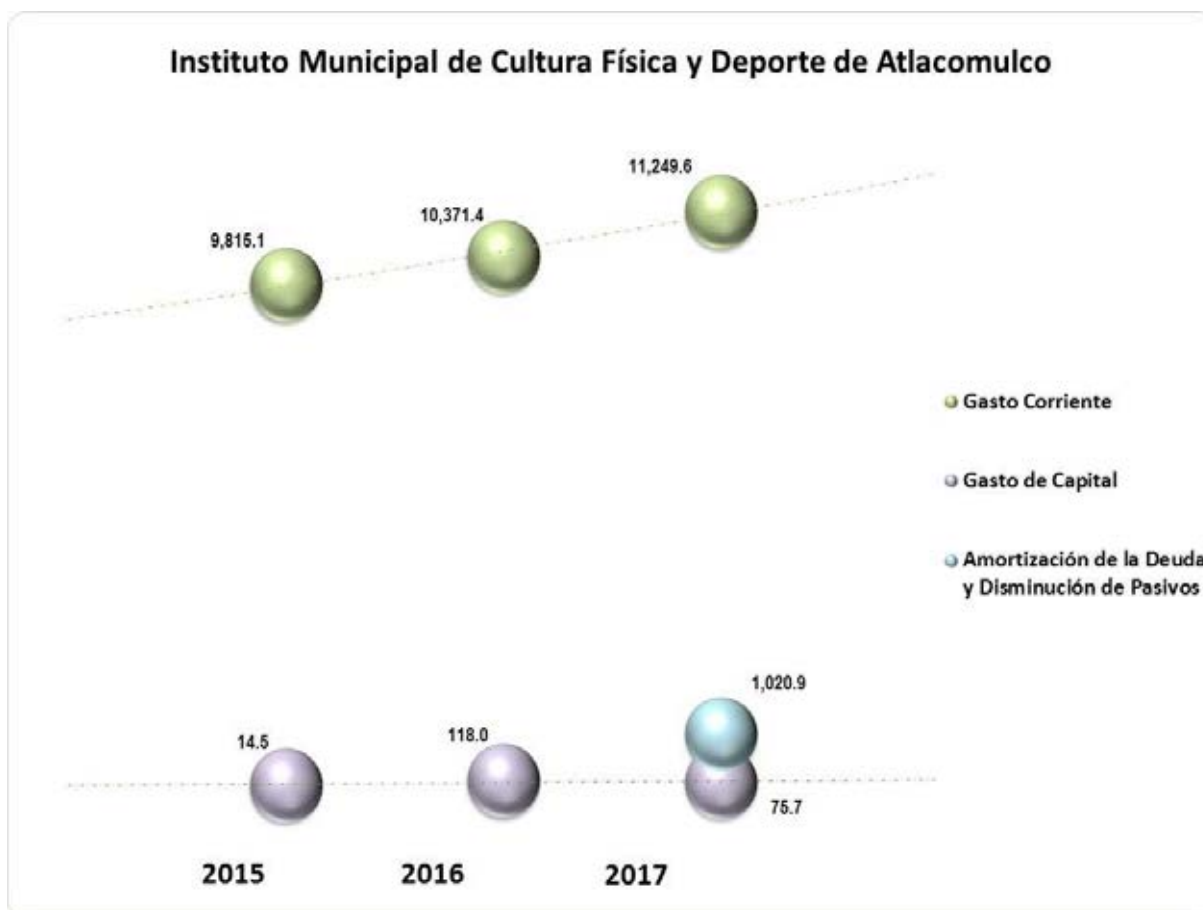 Instituto Municipal de Cultura Física y Deporte de Atlacomulco
11,249.6
10,371.4
9,815.1
Gasto Corriente
Gasto de Capital
Amortización de la Deuda
y Disminución de Pasivos
1,020.9
14.5
118.0
75.7
2015
2016
2017